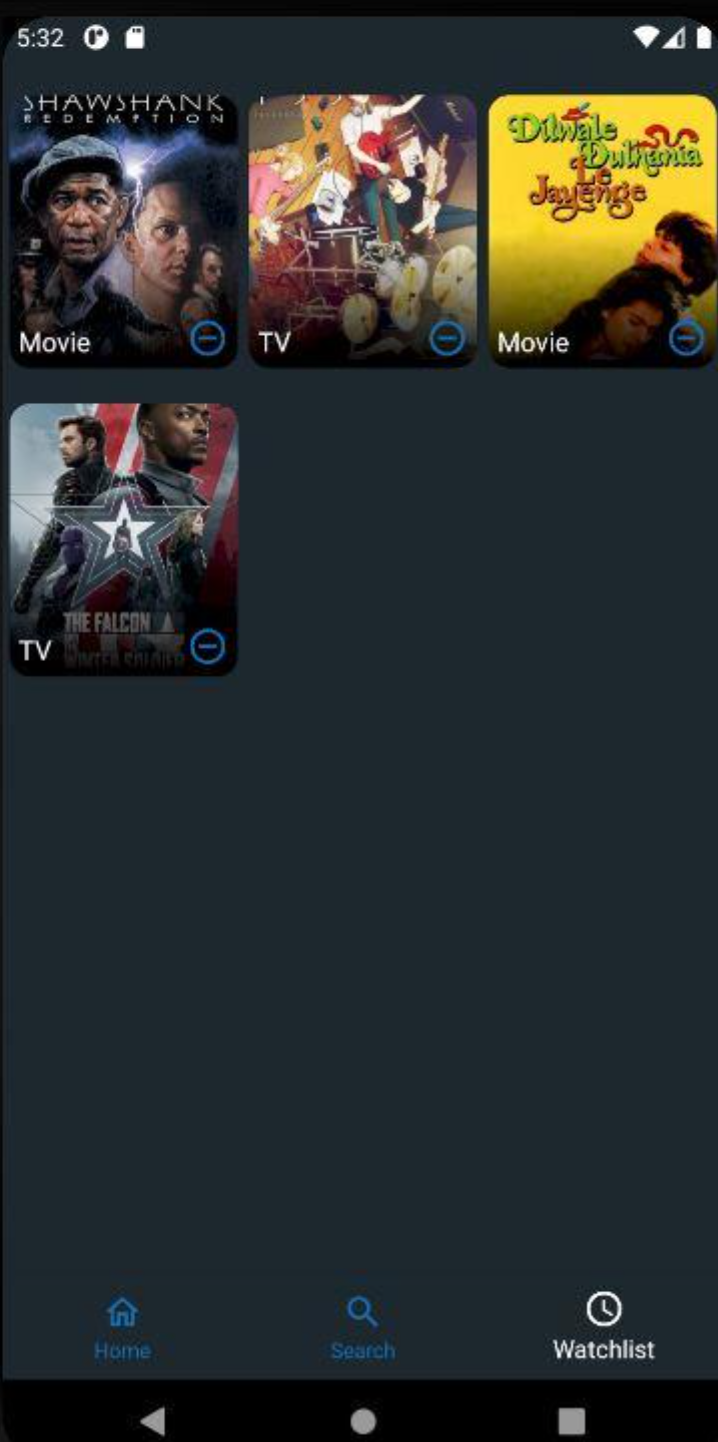 5:32
SHAWSHANK
REDEMPTION
Movie
TV
Dilwale
Dulhania
Le
Jayenge
Movie
THE FALCON
WINTER SOLDIER
TV
Home
Search
Watchlist